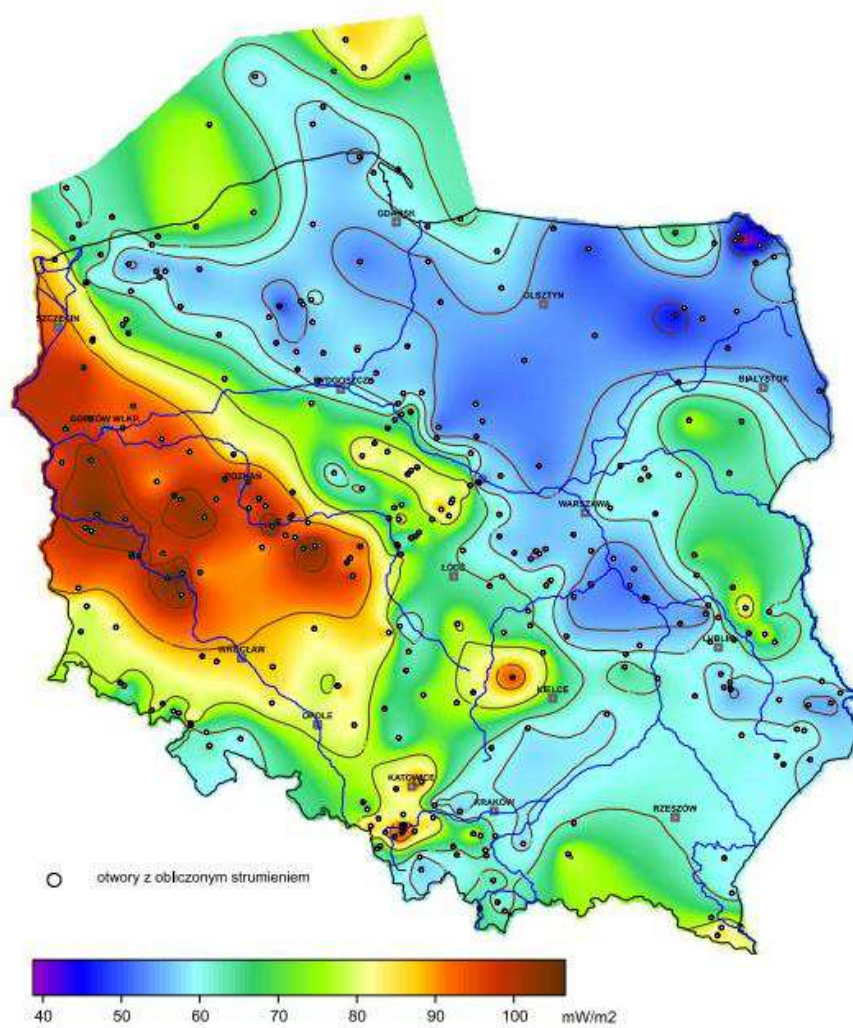 GDAŃSK
OLSZTYN
SZCZECIN
BYDGOSZCZ
BIAŁYSTOK
GORZÓW WLKP.
POZNAŃ
WARSZAWA
ŁÓDŹ
LUBLIN
WROCŁAW
KIELCE
OPOLE
KATOWICE
KRAKÓW
RZESZÓW
otwory z obliczonym strumieniem
40 50 60 70 80 90 100 mW/m2